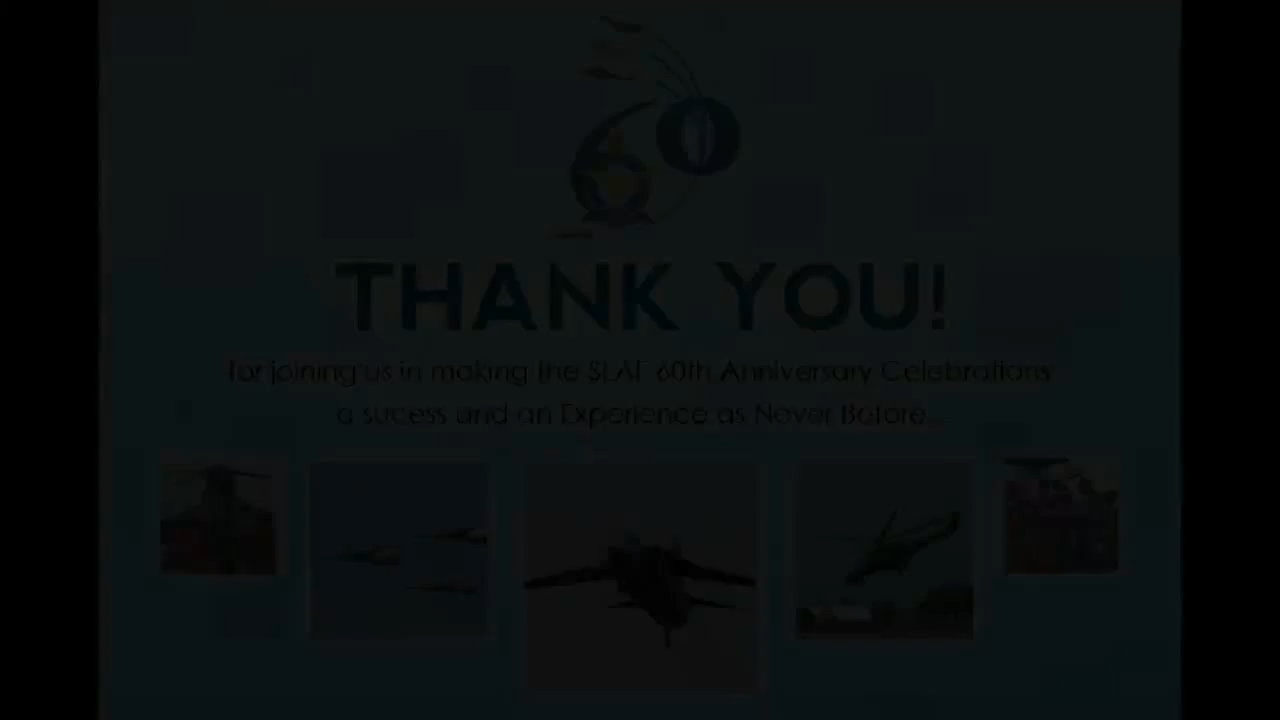 60
THANK YOU!
for joining us in making the SLAF 60th Anniversary Celebrations
a sucess and an Experience as Never Before...